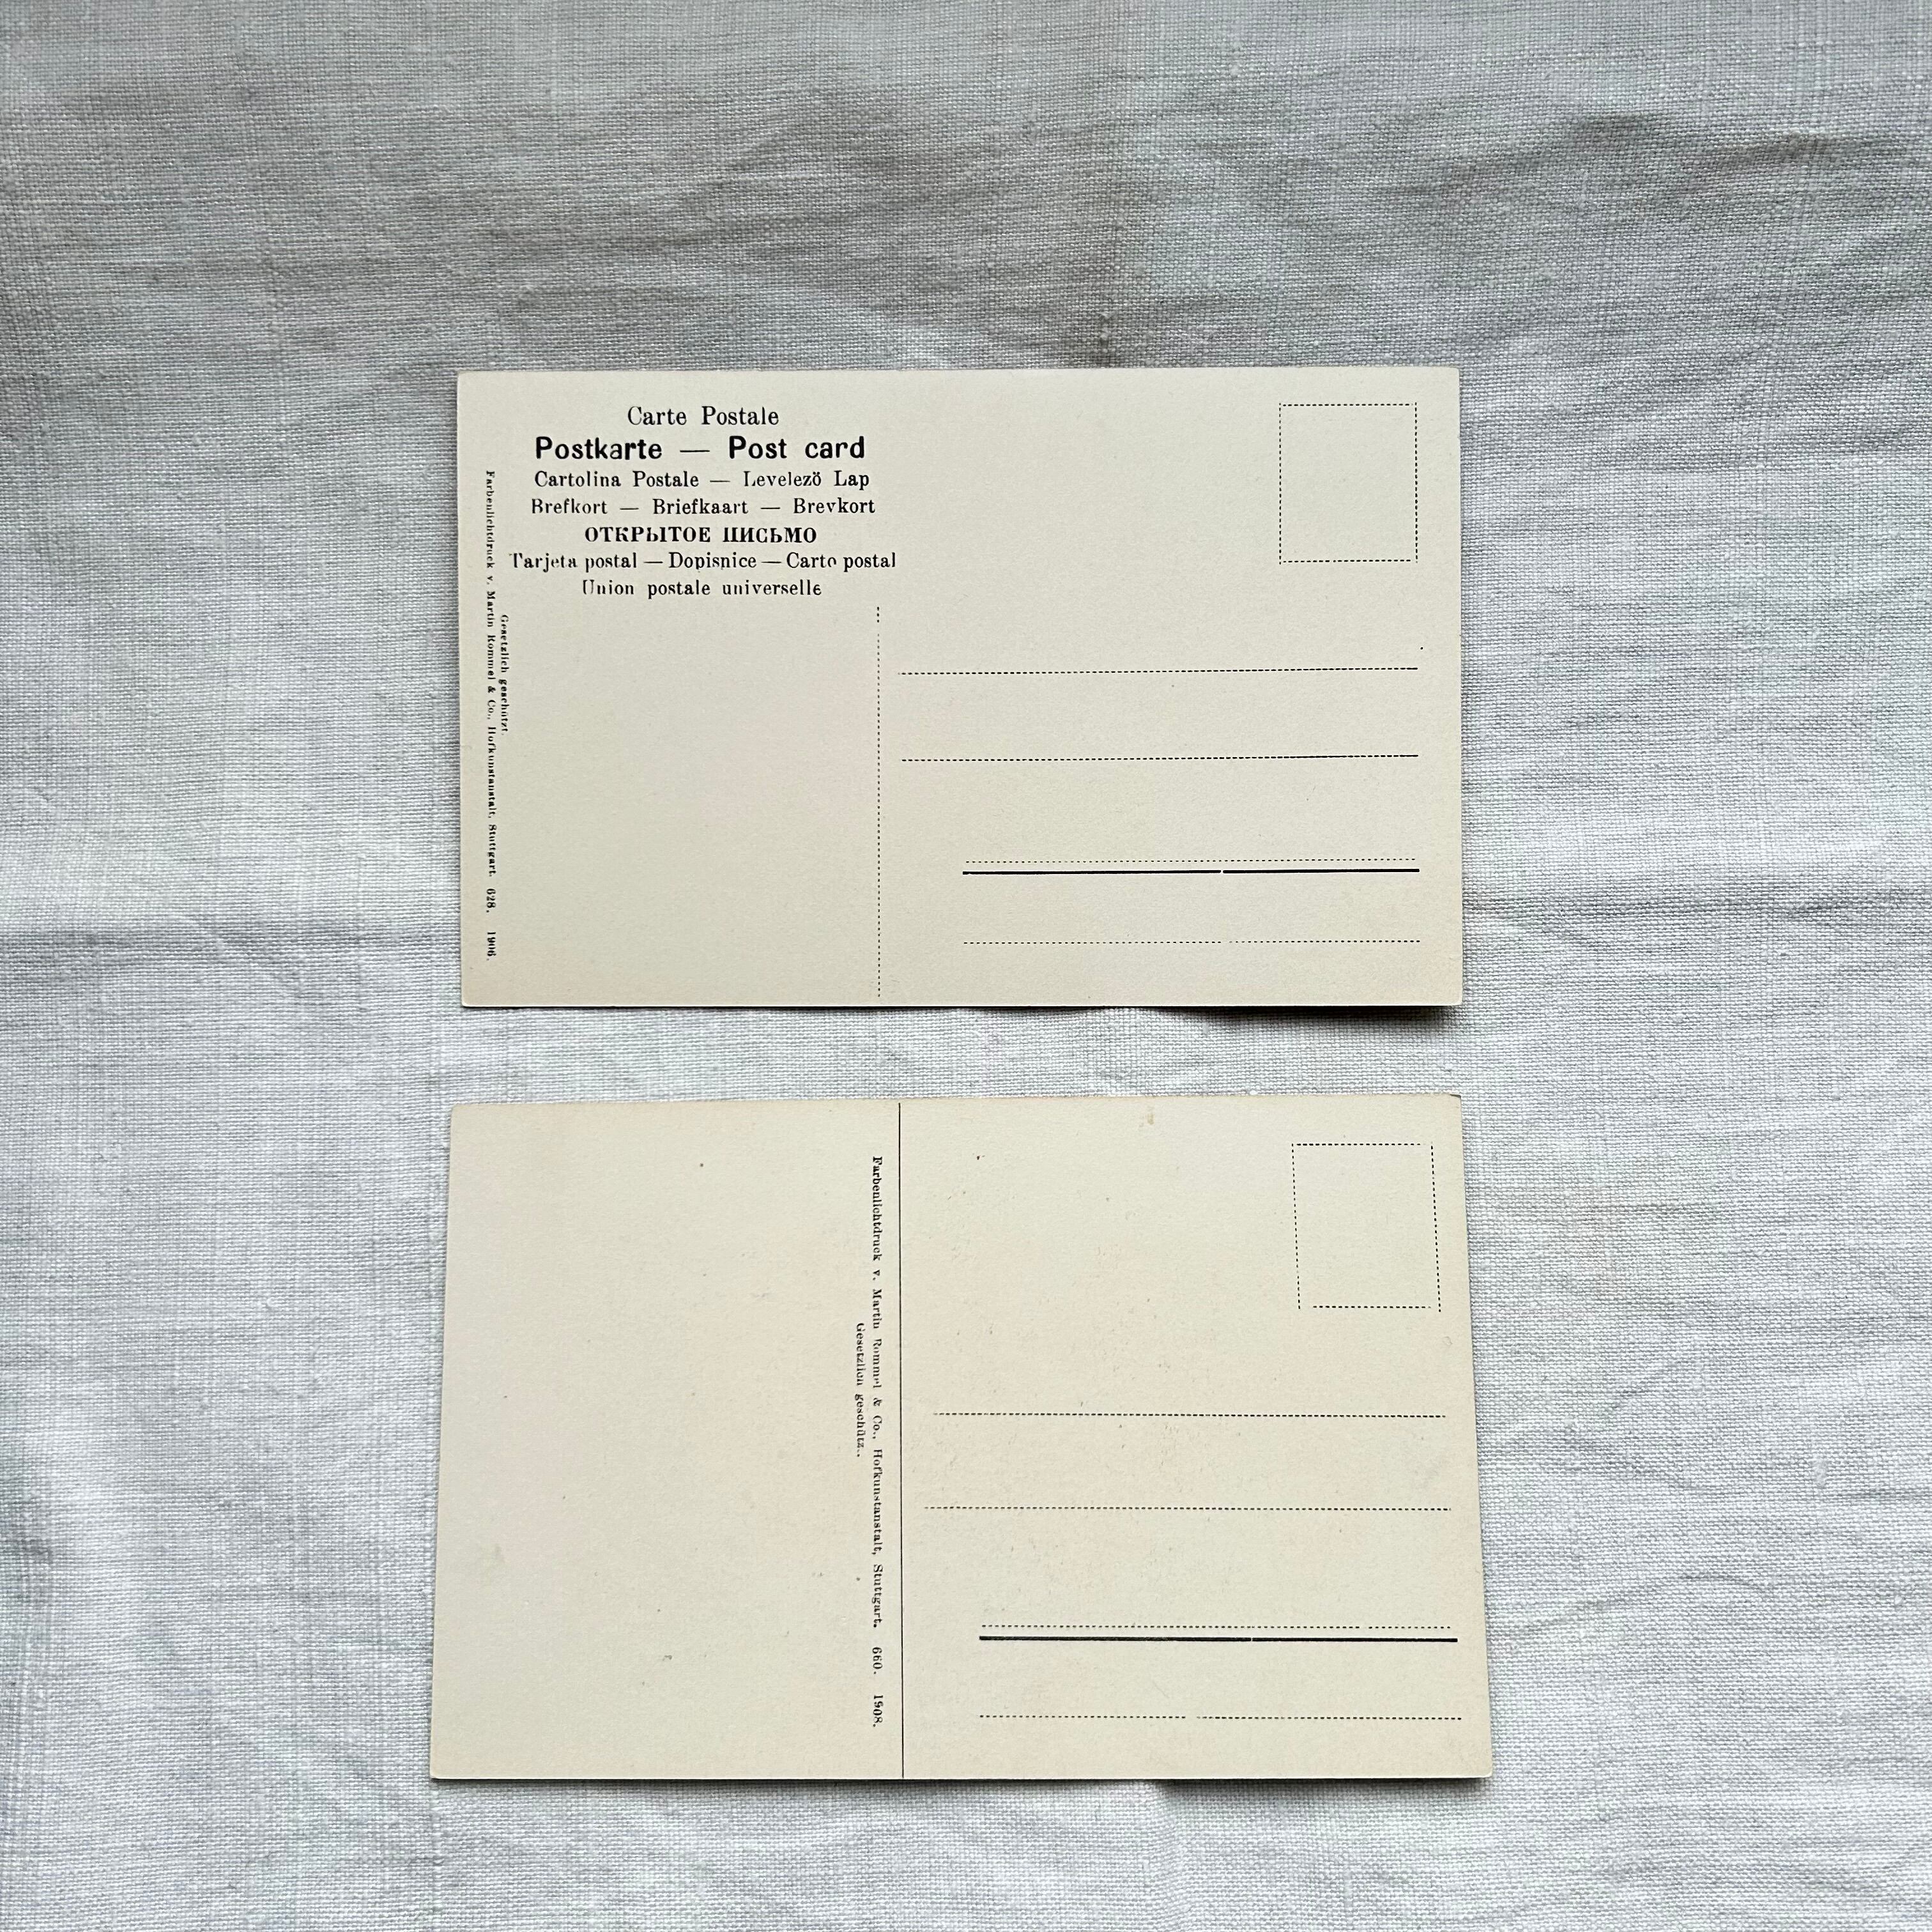 Carte Postale
Postkarte — Post card
Cartolina Postale — Levelezö Lap
Brefkort — Briefkaart — Brevkort
ОТКРЫТОЕ ПИСЬМО
Tarjeta postal — Dopisnice — Carto postal
Union postale universelle
Gesetzlich geschützt
Farbenlichtdruck v. Martin Rommel & Co., Hofkunstanstalt, Stuttgart. 628. 1906.
Farbenlichtdruck v. Martin Rommel & Co., Hofkunstanstalt, Stuttgart. 660. 1908.
Gesetzlich geschütz..